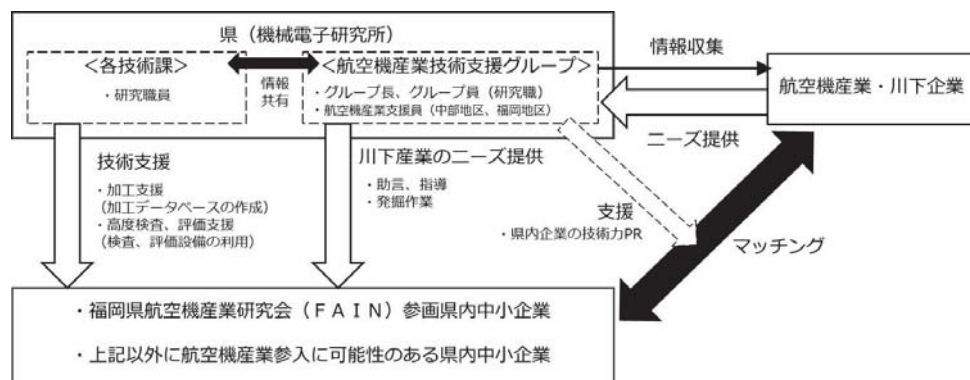 県（機械電子研究所）
＜各技術課＞
・研究職員
情報
共有
＜航空機産業技術支援グループ＞
・グループ長、グループ員（研究職）
・航空機産業支援員（中部地区、福岡地区）
情報収集
航空機産業・川下企業
ニーズ提供
技術支援
・加工支援
（加工データベースの作成）
・高度検査、評価支援
（検査、評価設備の利用）
川下産業のニーズ提供
・助言、指導
・発掘作業
支援
・県内企業の技術力PR
マッチング
・福岡県航空機産業研究会（ＦＡＩＮ）参画県内中小企業
・上記以外に航空機産業参入に可能性のある県内中小企業